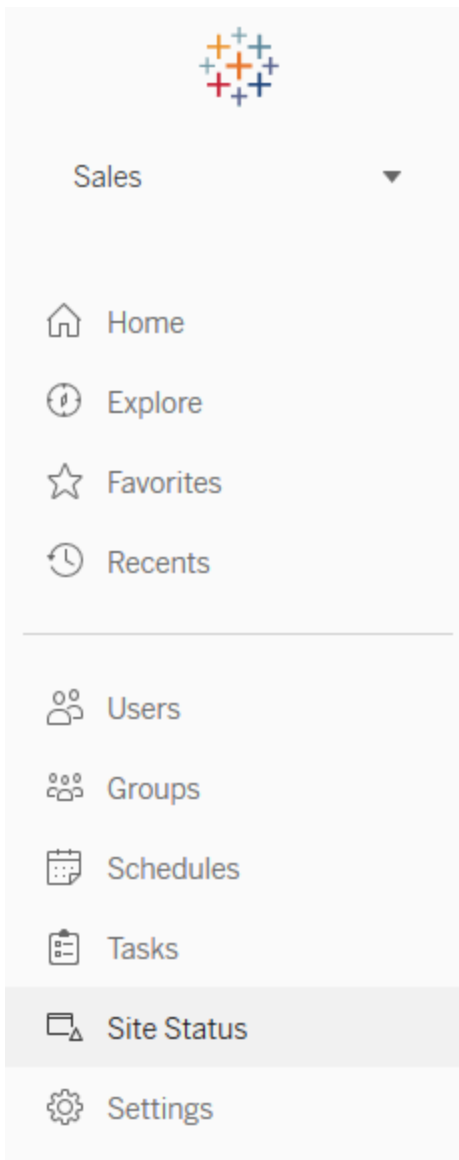 Sales
Home
Explore
Favorites
Recents
Users
Groups
Schedules
Tasks
Site Status
Settings